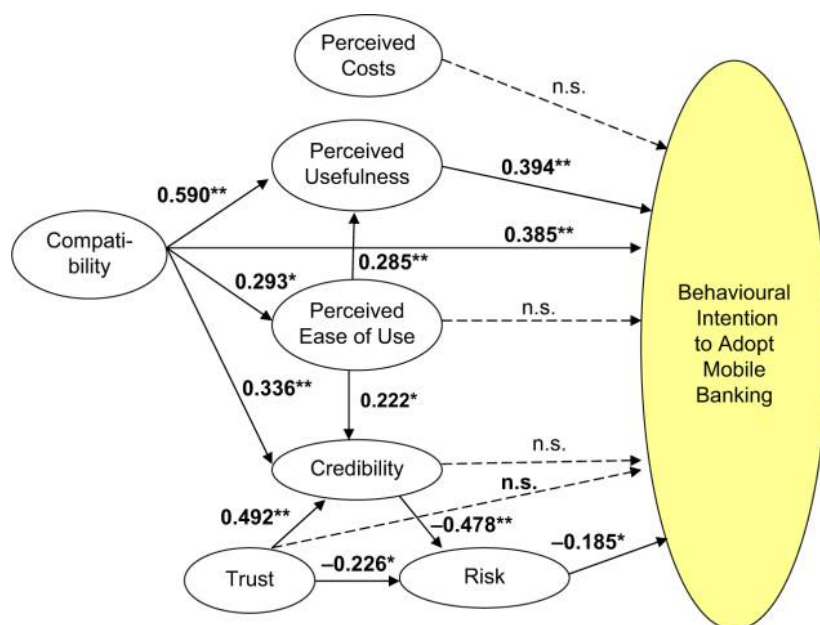 Perceived
Costs
n.s.
Perceived
Usefulness
0.394**
0.590**
Compati-
bility
0.385**
0.293*
0.285**
Perceived
Ease of Use
n.s.
Behavioural
Intention
to Adopt
Mobile
Banking
0.336**
0.222*
Credibility
n.s.
n.s.
0.492**
–0.478**
Trust
–0.226*
Risk
–0.185*